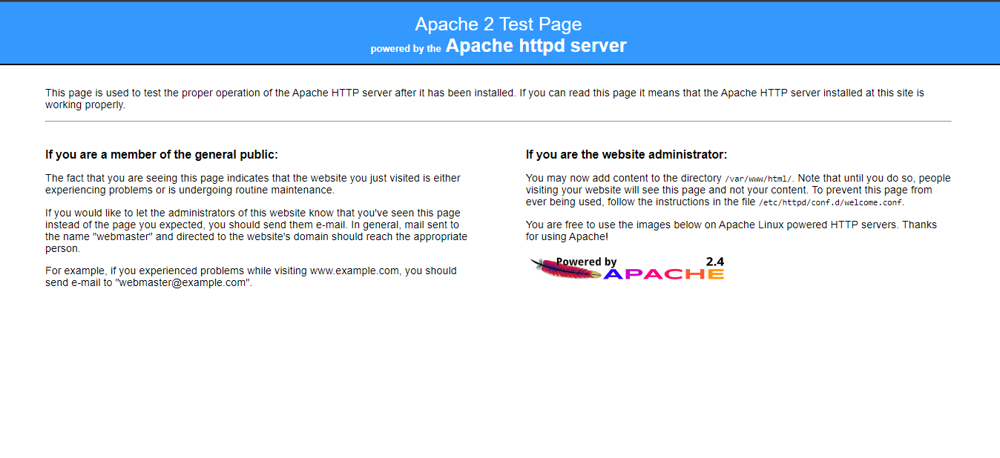 Apache 2 Test Page
powered by the Apache httpd server
This page is used to test the proper operation of the Apache HTTP server after it has been installed. If you can read this page it means that the Apache HTTP server installed at this site is
working properly.
If you are a member of the general public:
The fact that you are seeing this page indicates that the website you just visited is either
experiencing problems or is undergoing routine maintenance.
If you would like to let the administrators of this website know that you've seen this page
instead of the page you expected, you should send them e-mail. In general, mail sent to
the name "webmaster" and directed to the website's domain should reach the appropriate
person.
For example, if you experienced problems while visiting www.example.com, you should
send e-mail to "webmaster@example.com".
If you are the website administrator:
You may now add content to the directory /var/www/html/. Note that until you do so, people
visiting your website will see this page and not your content. To prevent this page from
ever being used, follow the instructions in the file /etc/httpd/conf.d/welcome.conf.
You are free to use the images below on Apache Linux powered HTTP servers. Thanks
for using Apache!
Powered by 2.4
APACHE